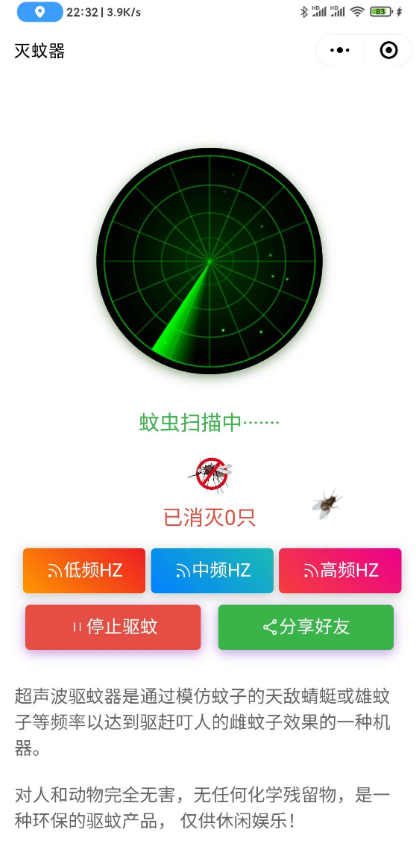 22:32 | 3.9K/s
HD HD 83
灭蚊器
蚊虫扫描中·······
已消灭0只
低频HZ 中频HZ 高频HZ
停止驱蚊 分享好友
超声波驱蚊器是通过模仿蚊子的天敌蜻蜓或雄蚊
子等频率以达到驱赶叮人的雌蚊子效果的一种机
器。
对人和动物完全无害，无任何化学残留物，是一
种环保的驱蚊产品， 仅供休闲娱乐！